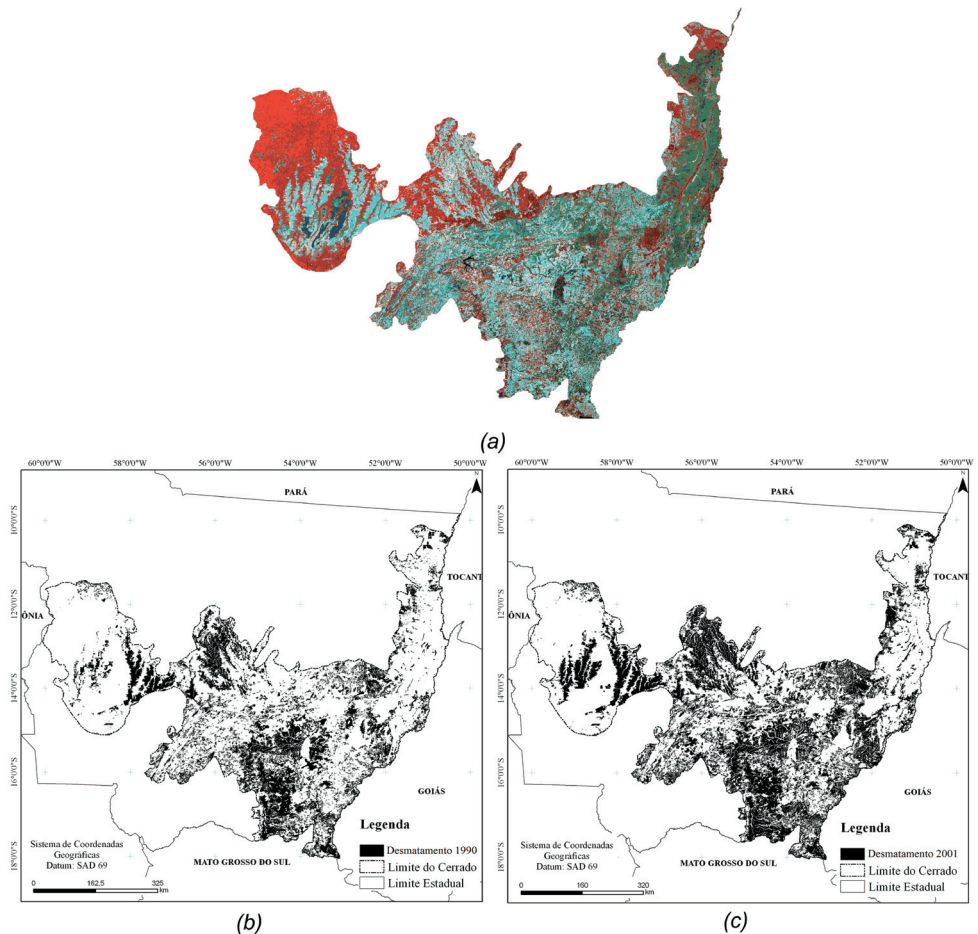 (a)
60°0'0"W 58°0'0"W 56°0'0"W 54°0'0"W 52°0'0"W 50°0'0"W
N
PARÁ
10°0'0"S
TOCANT
12°0'0"S
ÔNIA
14°0'0"S
16°0'0"S
GOIÁS
18°0'0"S
Legenda
Desmatamento 1990
Limite do Cerrado
Limite Estadual
Sistema de Coordenadas
Geográficas
Datum: SAD 69
MATO GROSSO DO SUL
0 162,5 325
km
(b)
60°0'0"W 58°0'0"W 56°0'0"W 54°0'0"W 52°0'0"W 50°0'0"W
N
PARÁ
10°0'0"S
TOCANT
12°0'0"S
ÔNIA
14°0'0"S
16°0'0"S
GOIÁS
18°0'0"S
Legenda
Desmatamento 2001
Limite do Cerrado
Limite Estadual
Sistema de Coordenadas
Geográficas
Datum: SAD 69
MATO GROSSO DO SUL
0 160 320
km
(c)